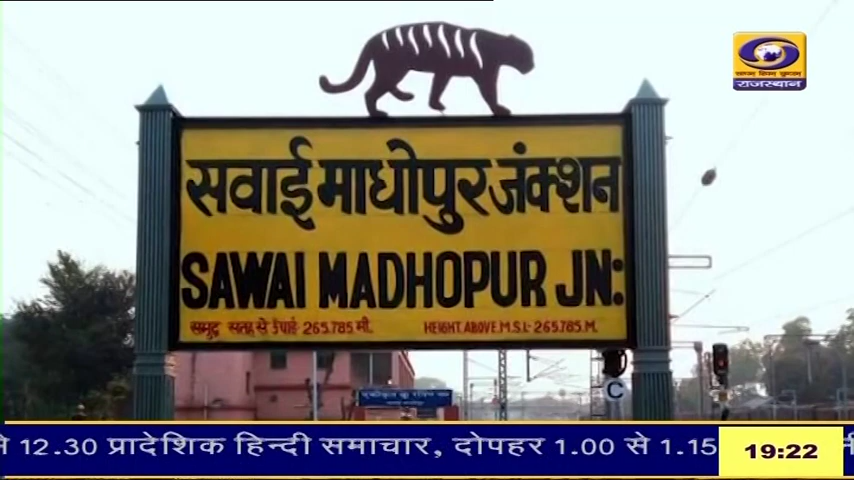 राजस्थान
सवाई माधोपुर जंक्शन
SAWAI MADHOPUR JN:
समुद्र सतह से उंचाई 265.785 मी.
HEIGHT. ABOVE. M.S.L- 265.785. M.
C
से 12.30 प्रादेशिक हिन्दी समाचार, दोपहर 1.00 से 1.15
19:22